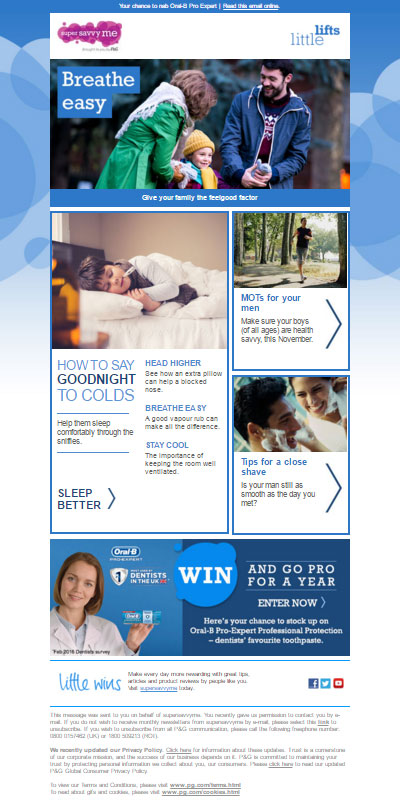 Your chance to nab Oral-B Pro Expert | Read this email online.
super savvy me
brought to you by P&G
little lifts
Breathe
easy
Give your family the feelgood factor
HOW TO SAY
GOODNIGHT
TO COLDS
Help them sleep
comfortably through the
sniffles.
SLEEP
BETTER
HEAD HIGHER
See how an extra pillow
can help a blocked
nose.
BREATHE EASY
A good vapour rub can
make all the difference.
STAY COOL
The importance of
keeping the room well
ventilated.
MOTs for your
men
Make sure your boys
(of all ages) are health
savvy, this November.
Tips for a close
shave
Is your man still as
smooth as the day you
met?
Oral-B
PRO-EXPERT
#1 MOST USED BY
DENTISTS
IN THE UK
WIN
AND GO PRO
FOR A YEAR
ENTER NOW
Here's your chance to stock up on
Oral-B Pro-Expert Professional Protection
– dentists' favourite toothpaste.
*Feb 2016 Dentists survey
little wins
Make every day more rewarding with great tips,
articles and product reviews by people like you.
Visit supersavvyme today.
This message was sent to you on behalf of supersavvyme. You recently gave us permission to contact you by e-
mail. If you do not wish to receive monthly newsletters from supersavvyme by e-mail, please select this link to
unsubscribe. If you wish to unsubscribe from all P&G communication, please call the following freephone number:
We recently updated our Privacy Policy. Click here for information about these updates. Trust is a cornerstone
of our corporate mission, and the success of our business depends on it. P&G is committed to maintaining your
trust by protecting personal information we collect about you, our consumers. Please click here to read our updated
P&G Global Consumer Privacy Policy.
To view our Terms and Conditions, please visit www.pg.com/terms.html
To read about gifs and cookies, please visit www.pg.com/cookies.html